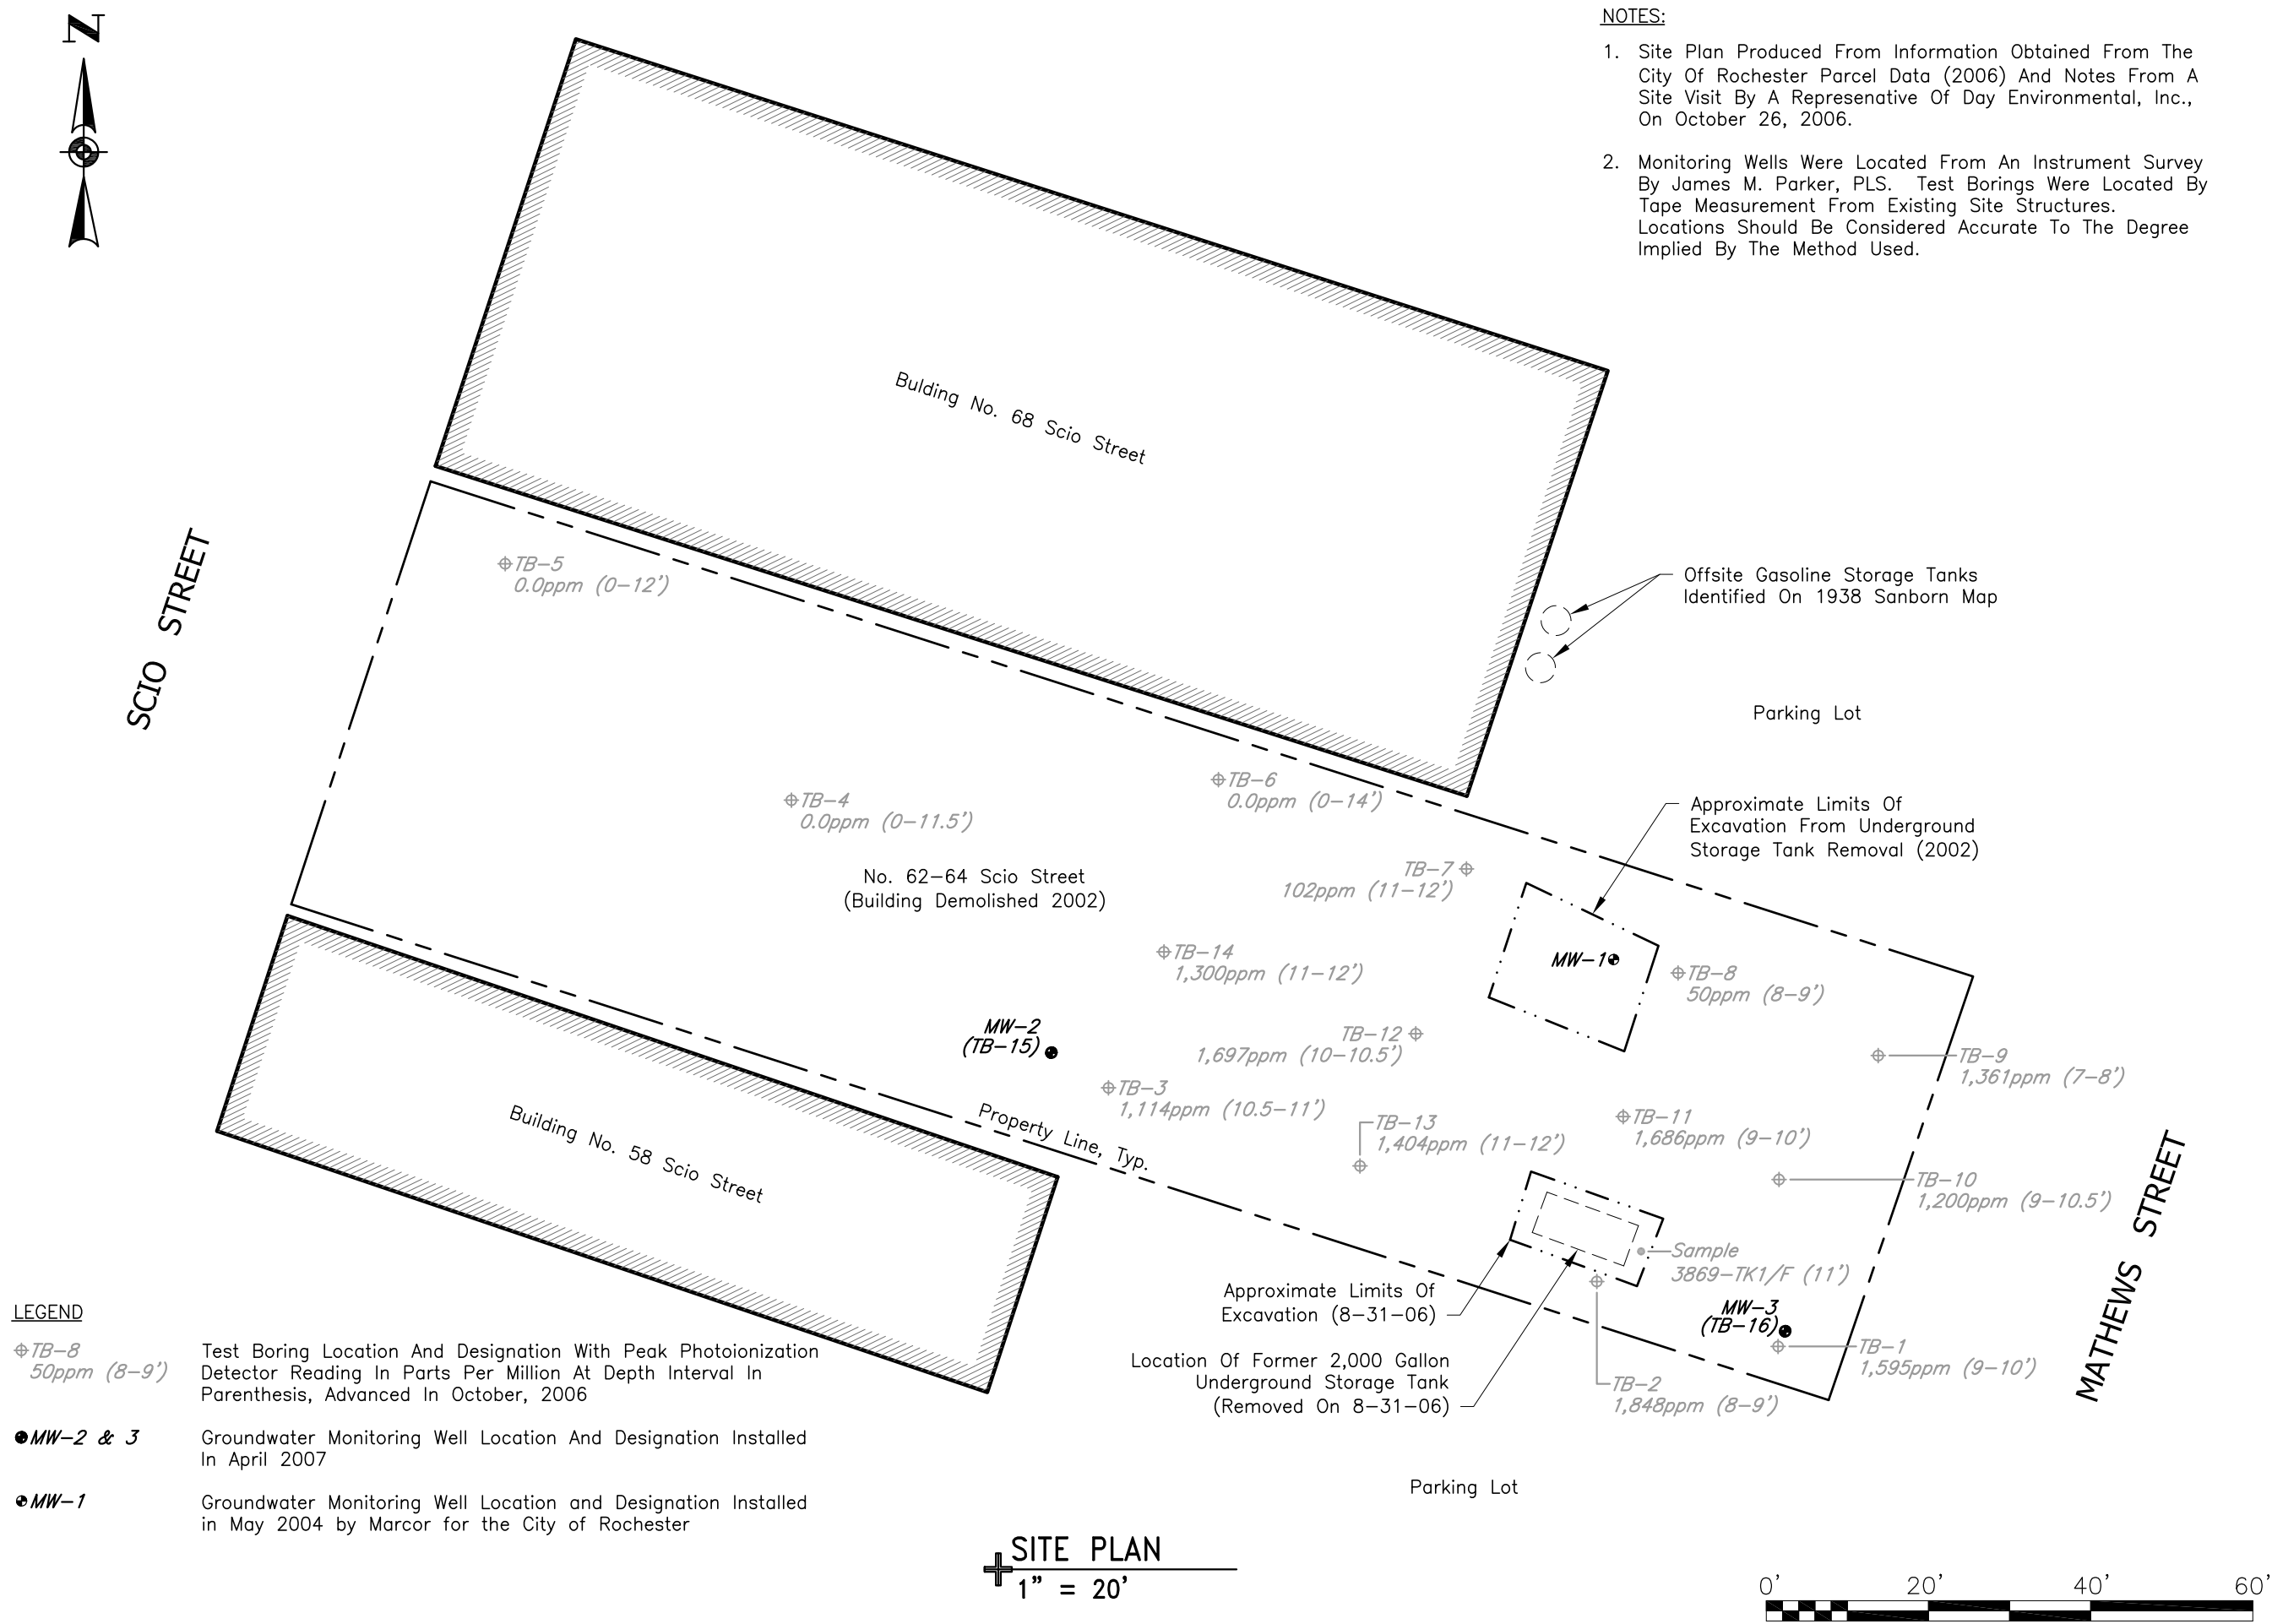 N
NOTES:
1. Site Plan Produced From Information Obtained From The
City Of Rochester Parcel Data (2006) And Notes From A
Site Visit By A Represenative Of Day Environmental, Inc.,
On October 26, 2006.
2. Monitoring Wells Were Located From An Instrument Survey
By James M. Parker, PLS. Test Borings Were Located By
Tape Measurement From Existing Site Structures.
Locations Should Be Considered Accurate To The Degree
Implied By The Method Used.
Bulding No. 68 Scio Street
SCIO STREET
TB-5
0.0ppm (0-12')
Offsite Gasoline Storage Tanks
Identified On 1938 Sanborn Map
Parking Lot
TB-6
0.0ppm (0-14')
TB-4
0.0ppm (0-11.5')
Approximate Limits Of
Excavation From Underground
Storage Tank Removal (2002)
No. 62-64 Scio Street
(Building Demolished 2002)
TB-7
102ppm (11-12')
TB-14
1,300ppm (11-12')
MW-1
TB-8
50ppm (8-9')
MW-2
(TB-15)
TB-12
1,697ppm (10-10.5')
TB-9
1,361ppm (7-8')
TB-3
1,114ppm (10.5-11')
Property Line, Typ.
TB-13
1,404ppm (11-12')
TB-11
1,686ppm (9-10')
Building No. 58 Scio Street
TB-10
1,200ppm (9-10.5')
MATHEWS STREET
Sample
3869-TK1/F (11')
Approximate Limits Of
Excavation (8-31-06)
MW-3
(TB-16)
TB-1
1,595ppm (9-10')
Location Of Former 2,000 Gallon
Underground Storage Tank
(Removed On 8-31-06)
TB-2
1,848ppm (8-9')
Parking Lot
LEGEND
TB-8
50ppm (8-9')
Test Boring Location And Designation With Peak Photoionization
Detector Reading In Parts Per Million At Depth Interval In
Parenthesis, Advanced In October, 2006
MW-2 & 3
Groundwater Monitoring Well Location And Designation Installed
In April 2007
MW-1
Groundwater Monitoring Well Location and Designation Installed
in May 2004 by Marcor for the City of Rochester
SITE PLAN
1" = 20'
0' 20' 40' 60'